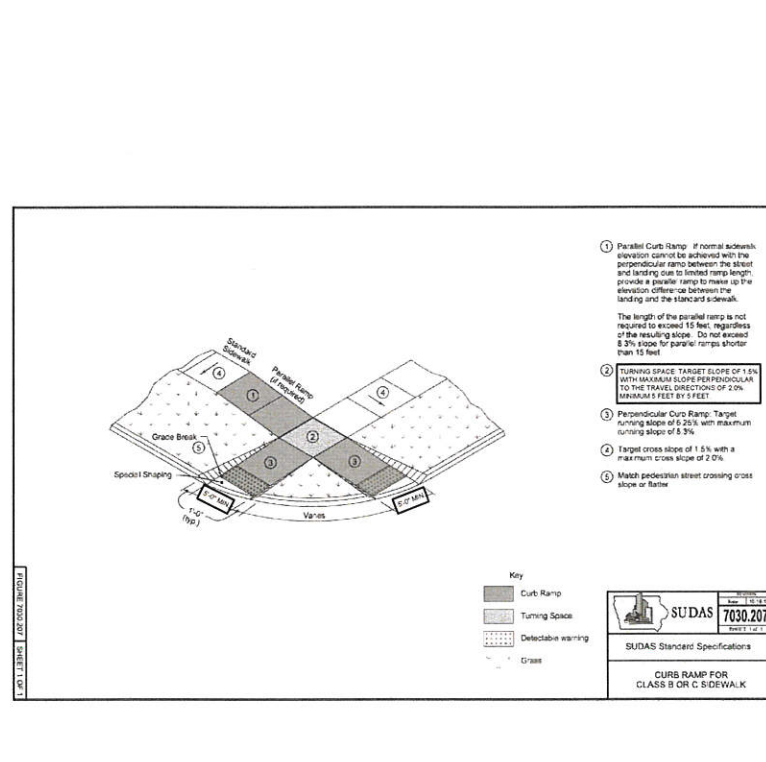 ① Parallel Curb Ramp: If normal sidewalk
elevation cannot be achieved with the
perpendicular ramp between the street
and landing due to limited ramp length,
provide a parallel ramp to make up the
elevation difference between the
landing and the standard sidewalk.
The length of the parallel ramp is not
required to exceed 15 feet, regardless
of the resulting slope. Do not exceed
8.3% slope for parallel ramps shorter
than 15 feet
② TURNING SPACE: TARGET SLOPE OF 1.5%
WITH MAXIMUM SLOPE PERPENDICULAR
TO THE TRAVEL DIRECTIONS OF 2.0%
MINIMUM 5 FEET BY 5 FEET
③ Perpendicular Curb Ramp: Target
running slope of 6.25% with maximum
running slope of 8.3%
④ Target cross slope of 1.5% with a
maximum cross slope of 2.0%
⑤ Match pedestrian street crossing cross
slope or flatter
Standard
Sidewalk
Parallel Ramp
(if required)
④
①
④
②
③
③
Grade Break
⑤
Special Shaping
5'-0" MIN
5'-0" MIN
1'-0"
(typ.)
Varies
Key
Curb Ramp
Turning Space
Detectable warning
Grass
FIGURE 7030.207
SHEET 1 OF 1
SUDAS
7030.207
SUDAS Standard Specifications
CURB RAMP FOR
CLASS B OR C SIDEWALK